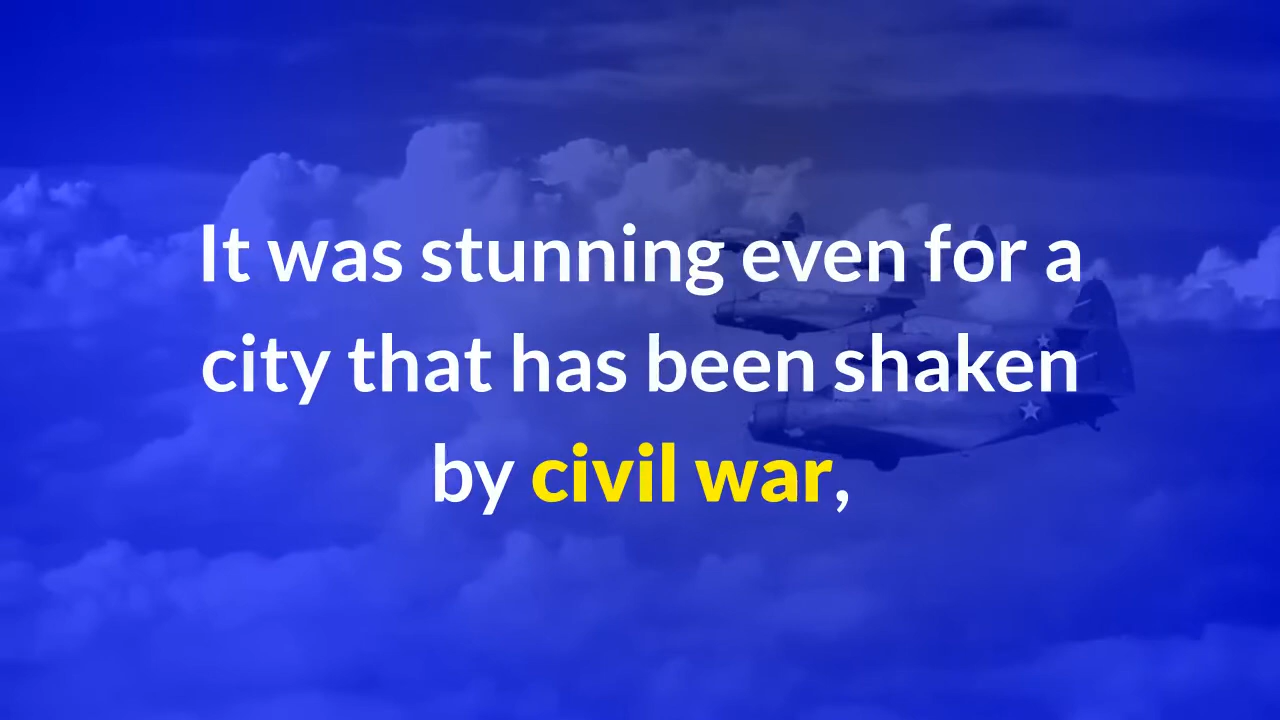 It was stunning even for a
city that has been shaken
by civil war,